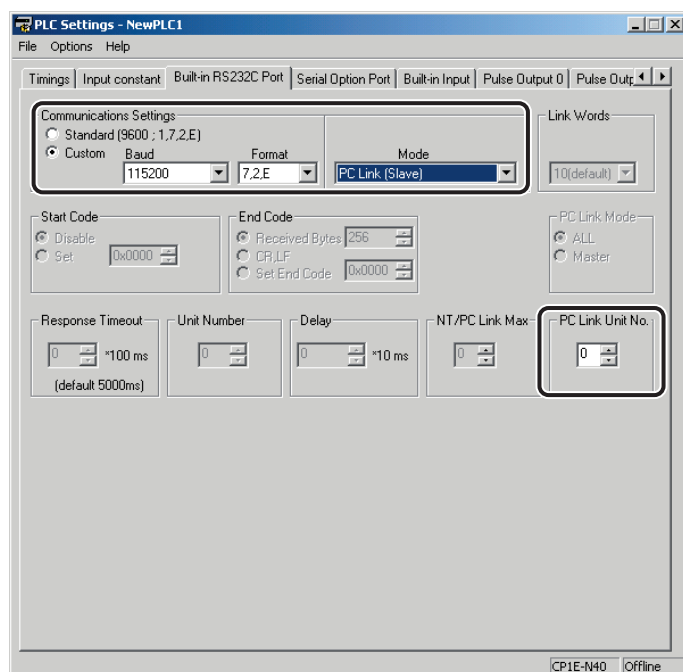 PLC Settings - NewPLC1
File Options Help
Timings Input constant Built-in RS232C Port Serial Option Port Built-in Input Pulse Output 0 Pulse Outp
Communications Settings
Standard (9600 ; 1,7,2,E)
Custom Baud Format Mode
115200 7,2,E PC Link (Slave)
Link Words
10(default)
Start Code
Disable
Set 0x0000
End Code
Received Bytes 256
CR,LF
Set End Code 0x0000
PC Link Mode
ALL
Master
Response Timeout
0 *100 ms
(default 5000ms)
Unit Number
0
Delay
0 *10 ms
NT/PC Link Max
0
PC Link Unit No.
0
CP1E-N40 Offline